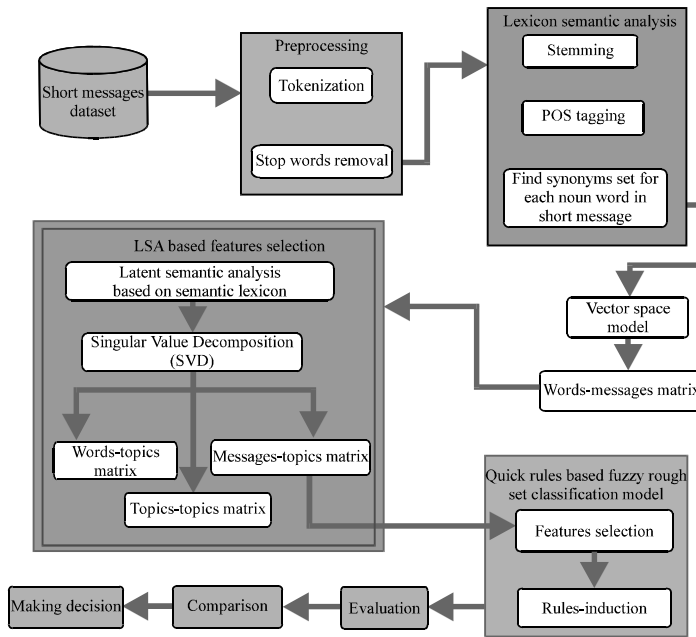 Short messages
dataset
Preprocessing
Tokenization
Stop words removal
Lexicon semantic analysis
Stemming
POS tagging
Find synonyms set for
each noun word in
short message
Vector space
model
Words-messages matrix
LSA based features selection
Latent semantic analysis
based on semantic lexicon
Singular Value Decomposition
(SVD)
Words-topics
matrix
Messages-topics matrix
Topics-topics matrix
Quick rules based fuzzy rough
set classification model
Features selection
Rules-induction
Evaluation
Comparison
Making decision